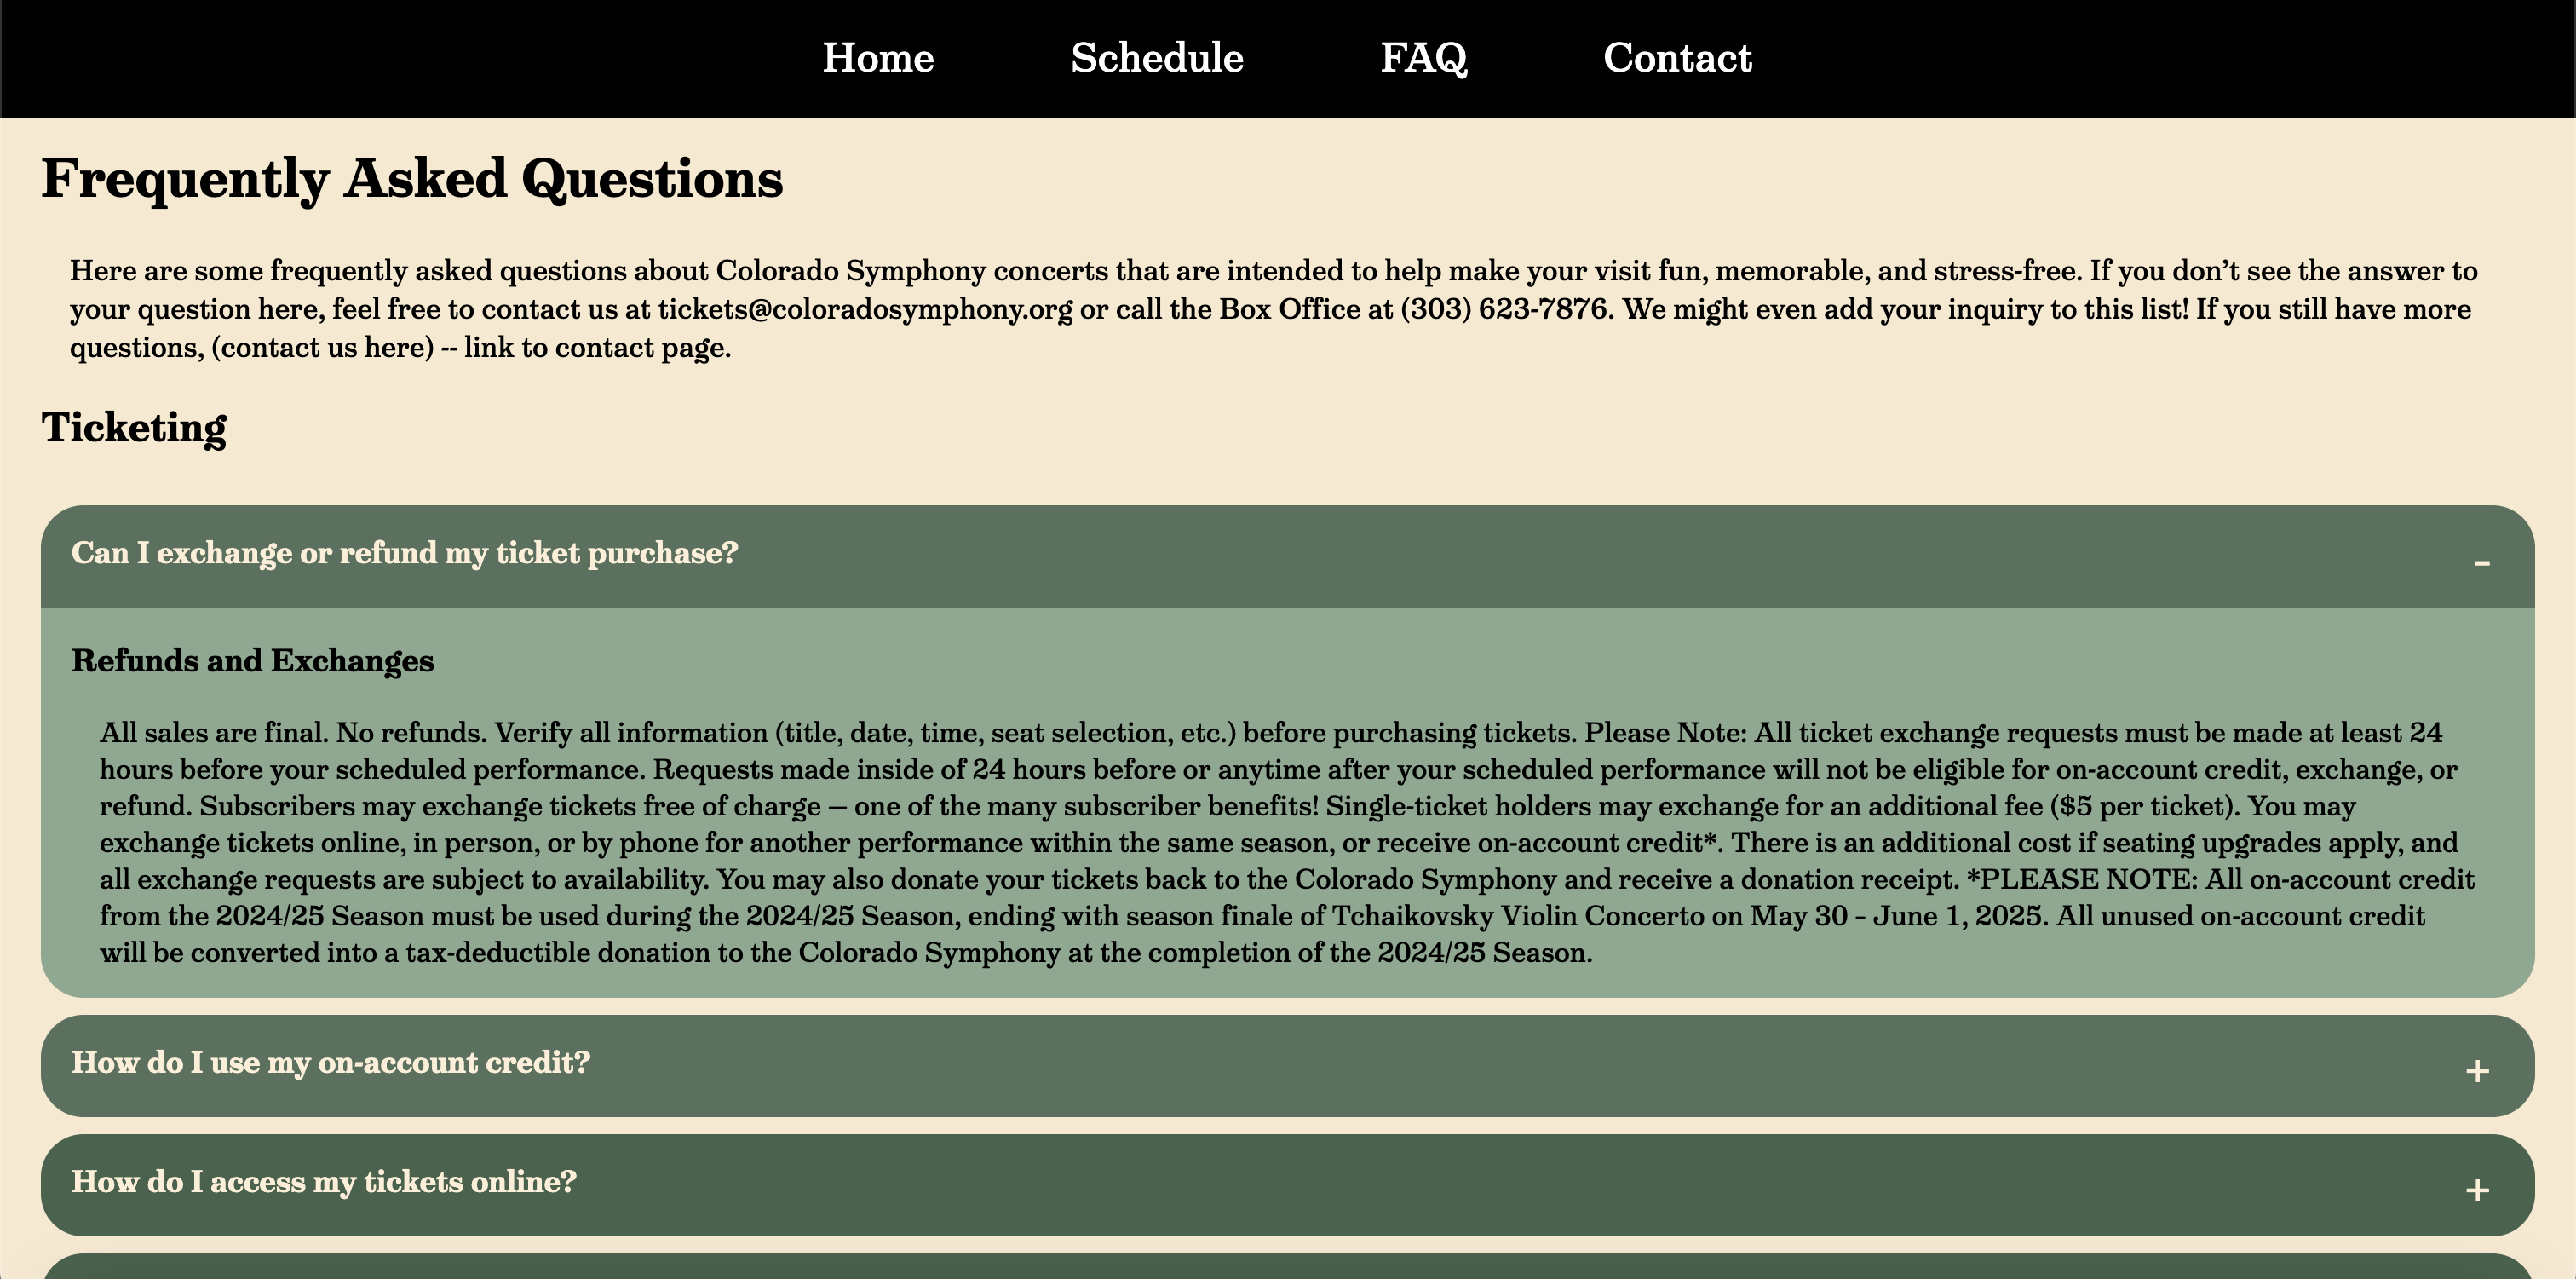 Home Schedule FAQ Contact
Frequently Asked Questions
Here are some frequently asked questions about Colorado Symphony concerts that are intended to help make your visit fun, memorable, and stress-free. If you don’t see the answer to
your question here, feel free to contact us at tickets@coloradosymphony.org or call the Box Office at (303) 623-7876. We might even add your inquiry to this list! If you still have more
questions, (contact us here) -- link to contact page.
Ticketing
Can I exchange or refund my ticket purchase? -
Refunds and Exchanges
All sales are final. No refunds. Verify all information (title, date, time, seat selection, etc.) before purchasing tickets. Please Note: All ticket exchange requests must be made at least 24
hours before your scheduled performance. Requests made inside of 24 hours before or anytime after your scheduled performance will not be eligible for on-account credit, exchange, or
refund. Subscribers may exchange tickets free of charge — one of the many subscriber benefits! Single-ticket holders may exchange for an additional fee ($5 per ticket). You may
exchange tickets online, in person, or by phone for another performance within the same season, or receive on-account credit*. There is an additional cost if seating upgrades apply, and
all exchange requests are subject to availability. You may also donate your tickets back to the Colorado Symphony and receive a donation receipt. *PLEASE NOTE: All on-account credit
from the 2024/25 Season must be used during the 2024/25 Season, ending with season finale of Tchaikovsky Violin Concerto on May 30 - June 1, 2025. All unused on-account credit
will be converted into a tax-deductible donation to the Colorado Symphony at the completion of the 2024/25 Season.
How do I use my on-account credit? +
How do I access my tickets online? +